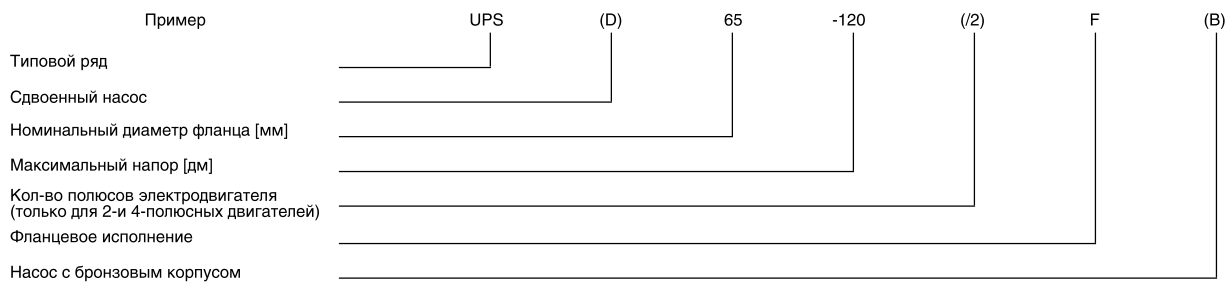 Пример UPS (D) 65 -120 (/2) F (B)
Типовой ряд
Сдвоенный насос
Номинальный диаметр фланца [мм]
Максимальный напор [дм]
Кол-во полюсов электродвигателя
(только для 2-и 4-полюсных двигателей)
Фланцевое исполнение
Насос с бронзовым корпусом